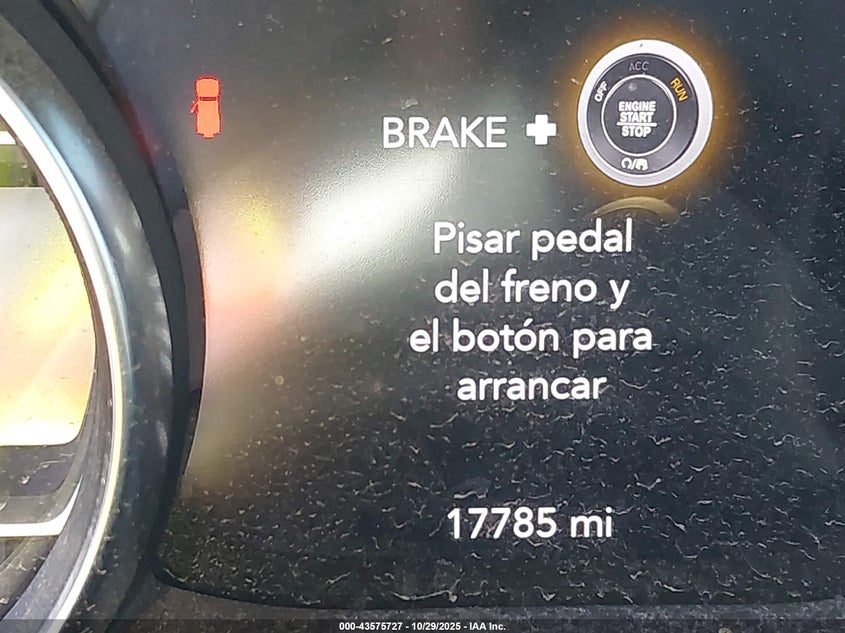 BRAKE +
OFF ACC RUN
ENGINE
START
STOP
Pisar pedal
del freno y
el botón para
arrancar
17785 mi
000-43575727 - 10/29/2025 - IAA Inc.